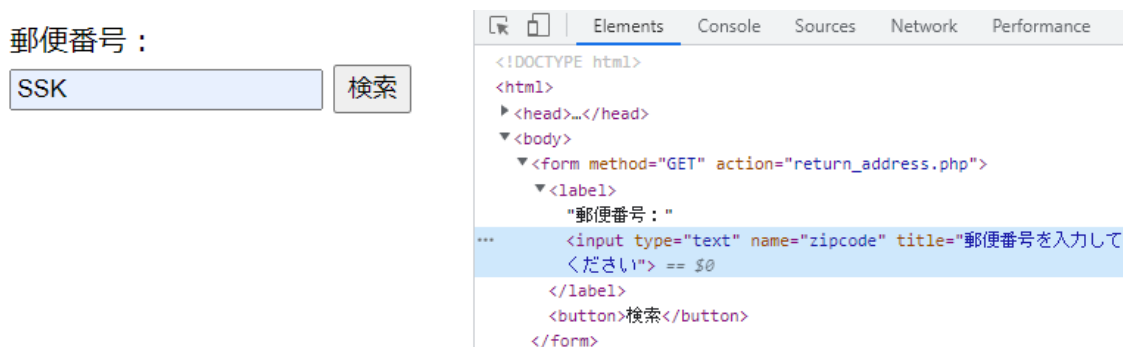 郵便番号：
SSK
検索
Elements Console Sources Network Performance
<!DOCTYPE html>
<html>
<head>…</head>
<body>
<form method="GET" action="return_address.php">
<label>
"郵便番号："
<input type="text" name="zipcode" title="郵便番号を入力して
ください"> == $0
</label>
<button>検索</button>
</form>